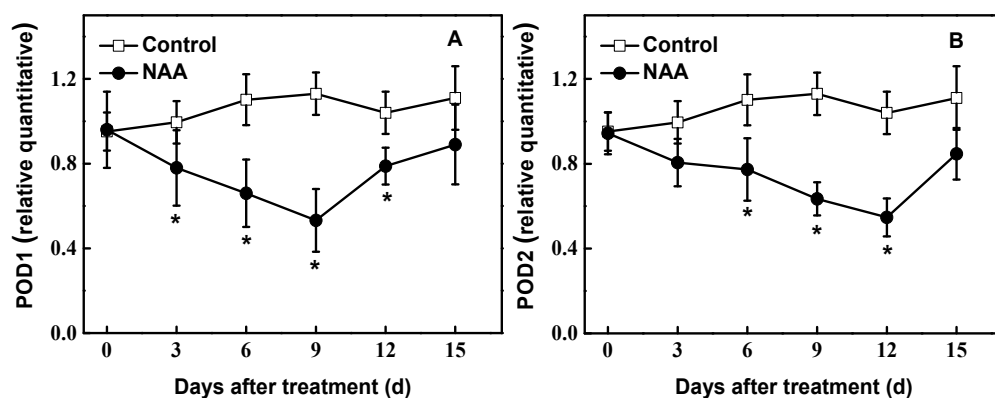 POD1 (relative quantitative)
1.2
0.8
0.4
0.0
Control
NAA
A
*
*
*
*
0 3 6 9 12 15
Days after treatment (d)
POD2 (relative quantitative)
1.2
0.8
0.4
0.0
Control
NAA
B
*
*
*
0 3 6 9 12 15
Days after treatment (d)